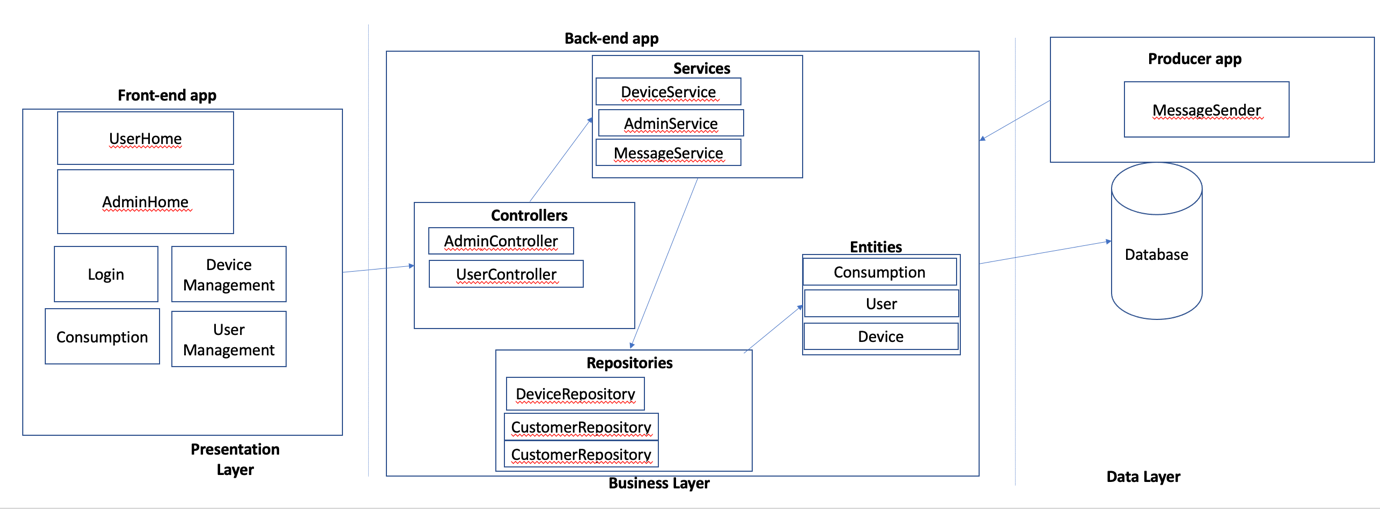 Front-end app
UserHome
AdminHome
Login
Device
Management
Consumption
User
Management
Presentation
Layer
Back-end app
Services
DeviceService
AdminService
MessageService
Controllers
AdminController
UserController
Entities
Consumption
User
Device
Repositories
DeviceRepository
CustomerRepository
CustomerRepository
Business Layer
Producer app
MessageSender
Database
Data Layer